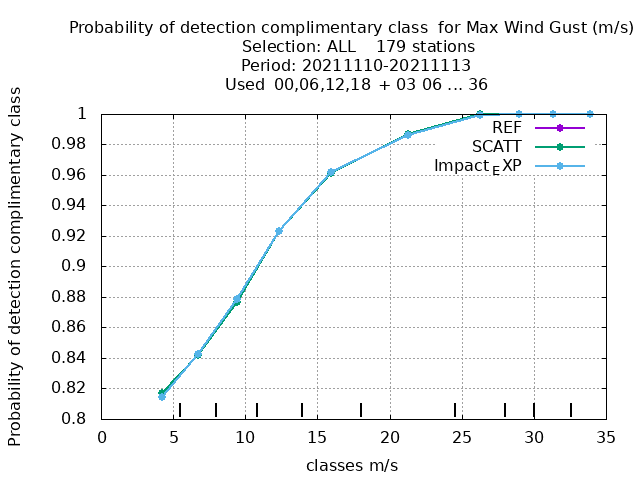 Probability of detection complimentary class  for Max Wind Gust (m/s)
Selection: ALL    179 stations
Period: 20211110-20211113
Used  00,06,12,18  + 03 06 ... 36
Probability of detection complimentary class
1
0.98
0.96
0.94
0.92
0.9
0.88
0.86
0.84
0.82
0.8
REF
SCATT
Impact_EXP
0 5 10 15 20 25 30 35
classes m/s